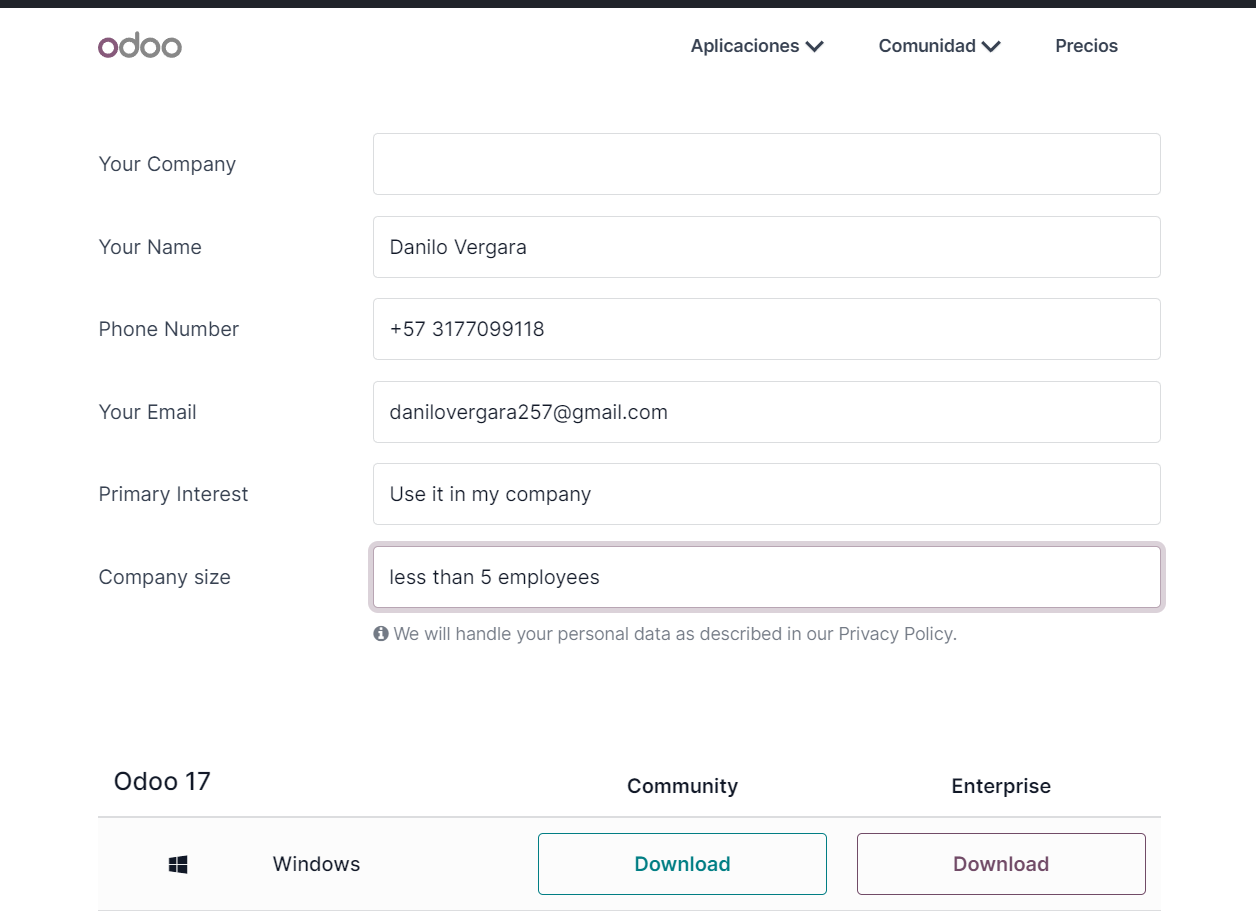 odoo Aplicaciones Comunidad Precios
Your Company
Your Name Danilo Vergara
Phone Number +57 3177099118
Your Email danilovergara257@gmail.com
Primary Interest Use it in my company
Company size less than 5 employees
We will handle your personal data as described in our Privacy Policy.
Odoo 17 Community Enterprise
Windows Download Download